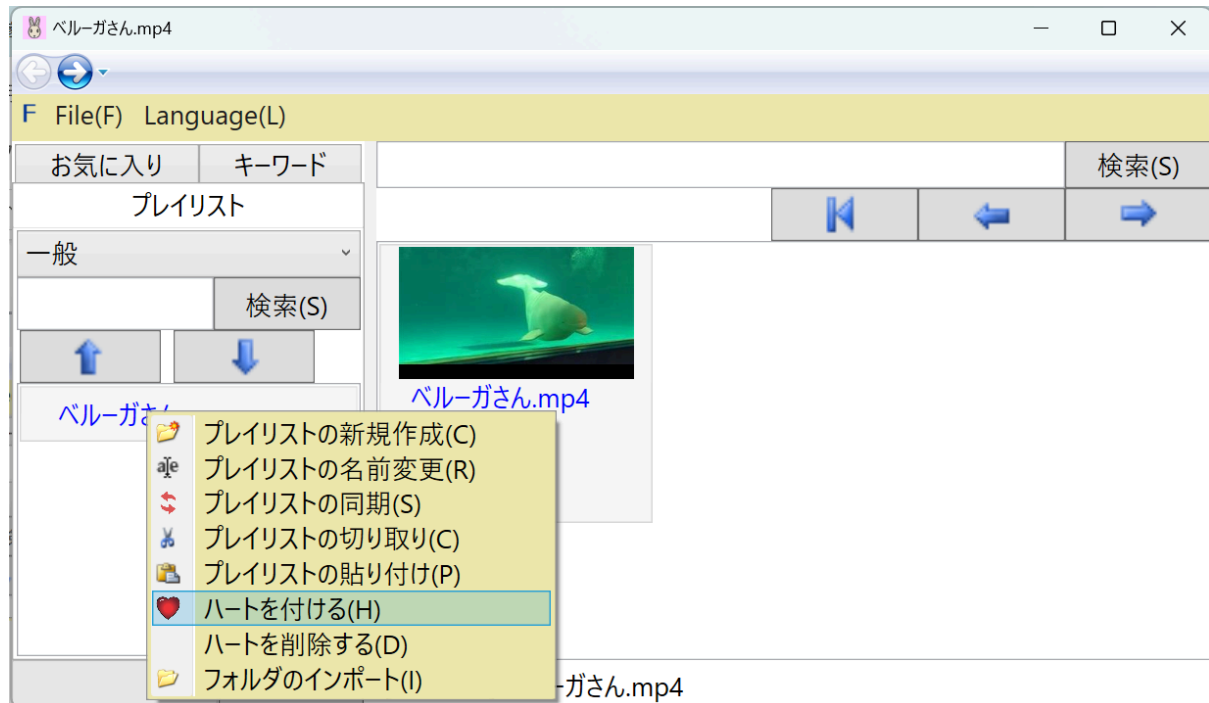 ベルーガさん.mp4
F File(F) Language(L)
お気に入り キーワード
検索(S)
プレイリスト
一般
検索(S)
ベルーガさん
ベルーガさん.mp4
プレイリストの新規作成(C)
a|e プレイリストの名前変更(R)
プレイリストの同期(S)
プレイリストの切り取り(C)
プレイリストの貼り付け(P)
ハートを付ける(H)
ハートを削除する(D)
フォルダのインポート(I)
ーガさん.mp4